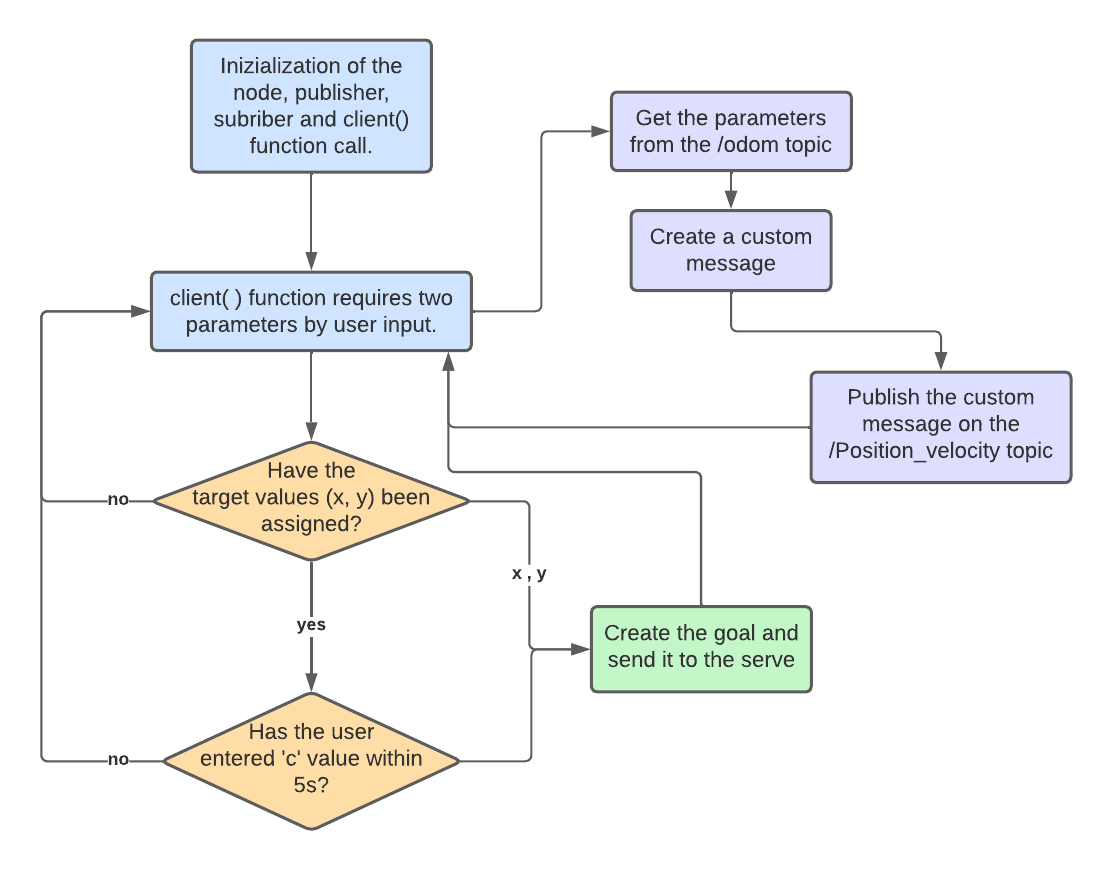 Inizialization of the
node, publisher,
subriber and client()
function call.
Get the parameters
from the /odom topic
Create a custom
message
client( ) function requires two
parameters by user input.
Publish the custom
message on the
/Position_velocity topic
Have the
target values (x, y) been
assigned?
no
x , y
yes
Create the goal and
send it to the serve
Has the user
entered 'c' value within
5s?
no